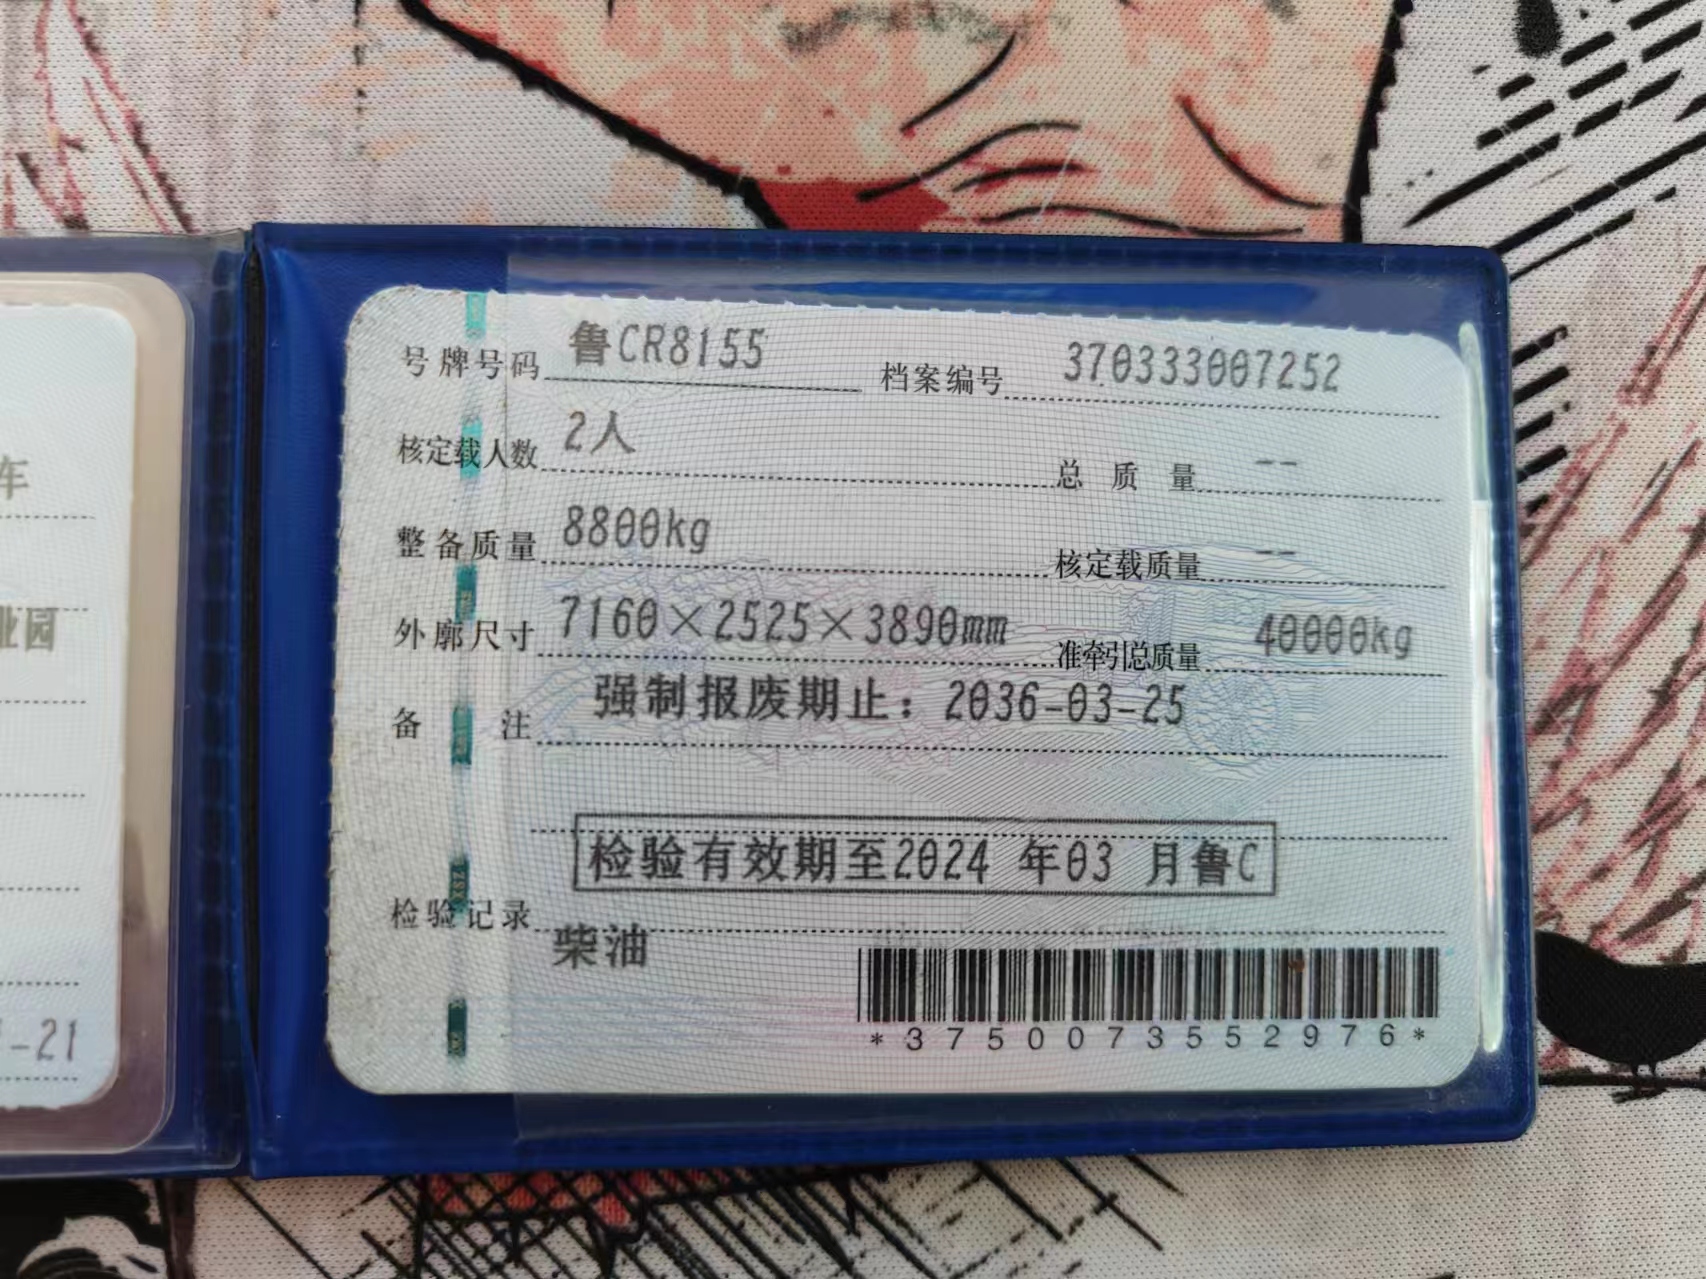 车
业园
-21
号牌号码 鲁CR8155 档案编号 370333007252
核定载人数 2人 总质量 --
整备质量 8800kg 核定载质量 --
外廓尺寸 7160×2525×3890mm 准牵引总质量 40000kg
备注 强制报废期止：2036-03-25
检验有效期至2024 年03 月鲁C
检验记录
柴油
*3750073552976*